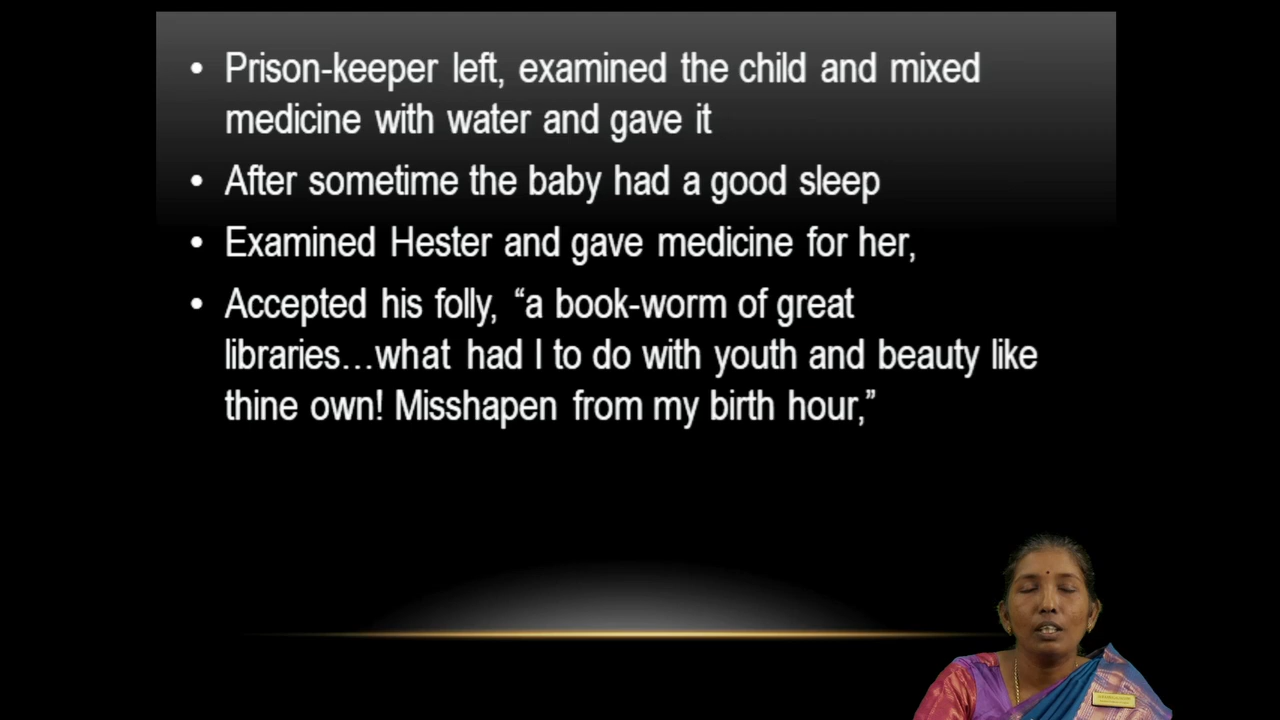 • Prison-keeper left, examined the child and mixed
medicine with water and gave it
• After sometime the baby had a good sleep
• Examined Hester and gave medicine for her,
• Accepted his folly, “a book-worm of great
libraries…what had I to do with youth and beauty like
thine own! Misshapen from my birth hour,”